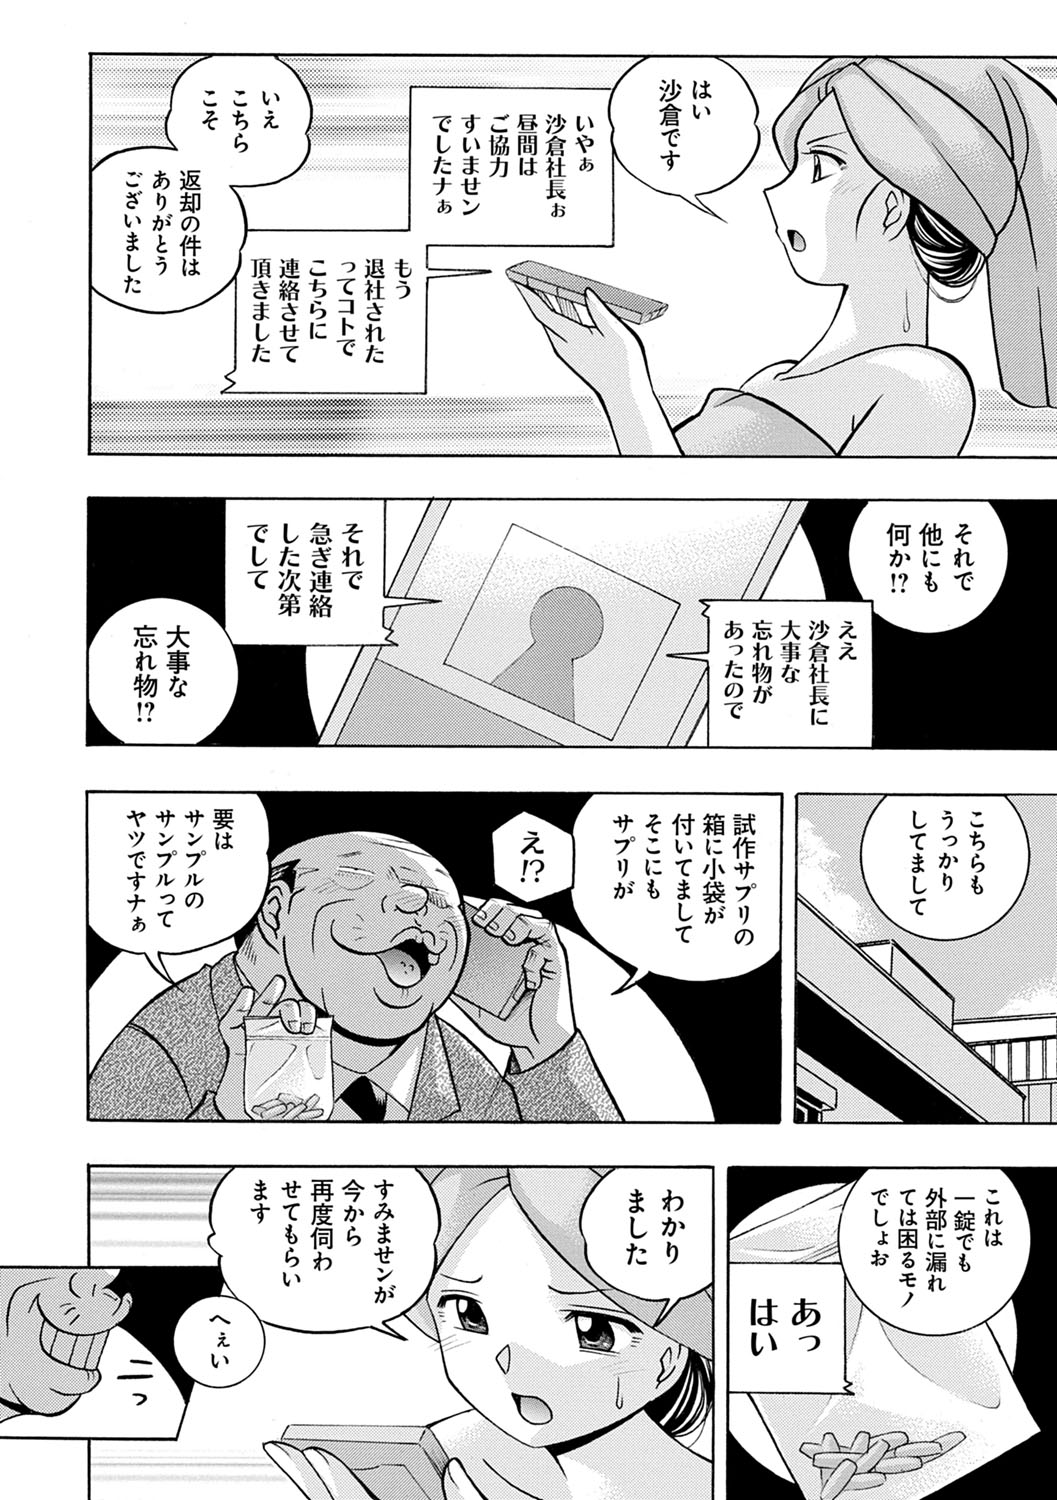 はい
沙倉です
いやぁ
沙倉社長ぉ
昼間は
ご協力
すいませン
でしたナぁ
いえ
こちら
こそ
返却の件は
ありがとう
ございました
もう
退社された
ってコトで
こちらに
連絡させて
頂きました
それで
他にも
何か!?
ええ
沙倉社長に
大事な
忘れ物が
あったので
それで
急ぎ連絡
した次第
でして
大事な
忘れ物!?
こちらも
うっかり
してまして
試作サプリの
箱に小袋が
付いてまして
そこにも
サプリが
え!?
要は
サンプルの
サンプルって
ヤツですナぁ
これは
一錠でも
外部に漏れ
ては困るモノ
でしょお
あっ
はい
わかり
ました
すみませンが
今から
再度伺わ
せてもらい
ます
へぇい
ニっ